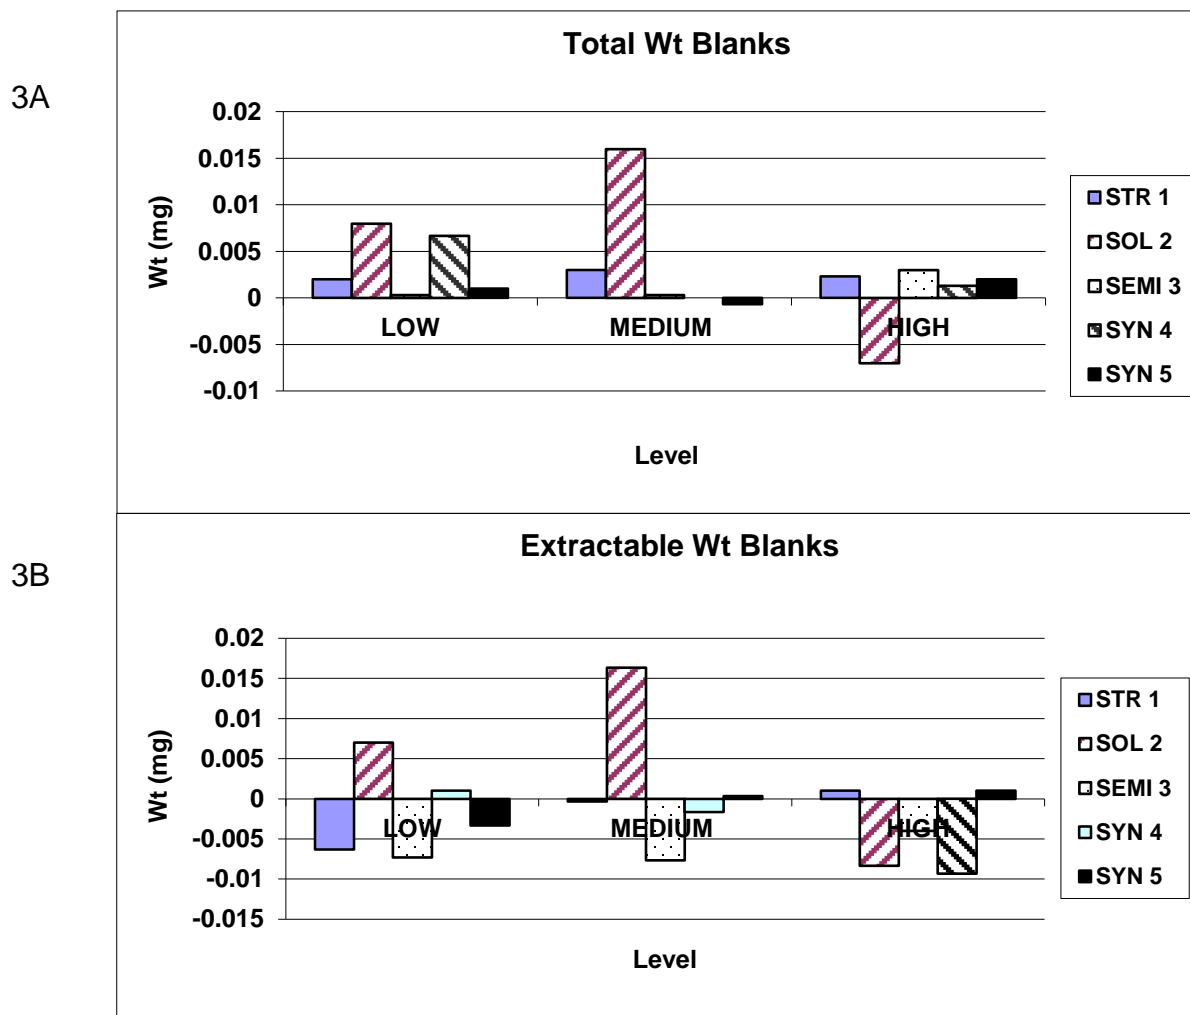 3A
Total Wt Blanks
0.02
0.015
0.01
0.005
0
-0.005
-0.01
Wt (mg)
LOW MEDIUM HIGH
Level
STR 1
SOL 2
SEMI 3
SYN 4
SYN 5
3B
Extractable Wt Blanks
0.02
0.015
0.01
0.005
0
-0.005
-0.01
-0.015
Wt (mg)
LOW MEDIUM HIGH
Level
STR 1
SOL 2
SEMI 3
SYN 4
SYN 5